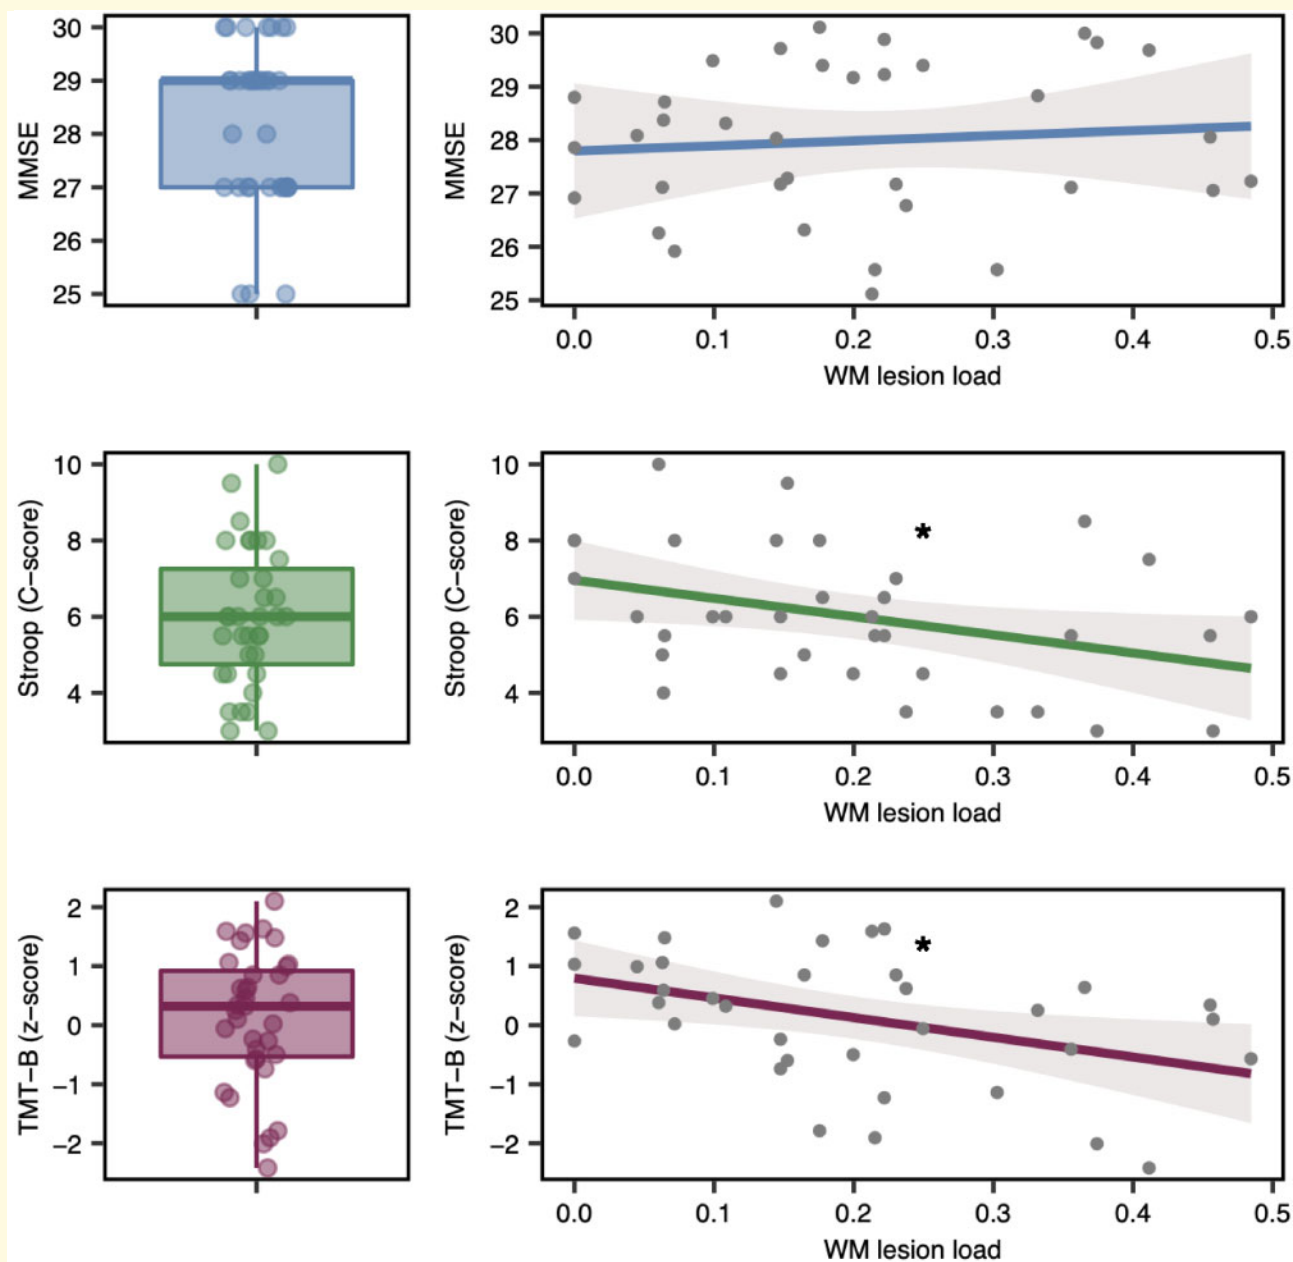 MMSE
30
29
28
27
26
25
MMSE
30
29
28
27
26
25
0.0 0.1 0.2 0.3 0.4 0.5
WM lesion load
Stroop (C−score)
10
8
6
4
Stroop (C−score)
10
8
6
4
*
0.0 0.1 0.2 0.3 0.4 0.5
WM lesion load
TMT−B (z−score)
2
1
0
−1
−2
TMT−B (z−score)
2
1
0
−1
−2
*
0.0 0.1 0.2 0.3 0.4 0.5
WM lesion load